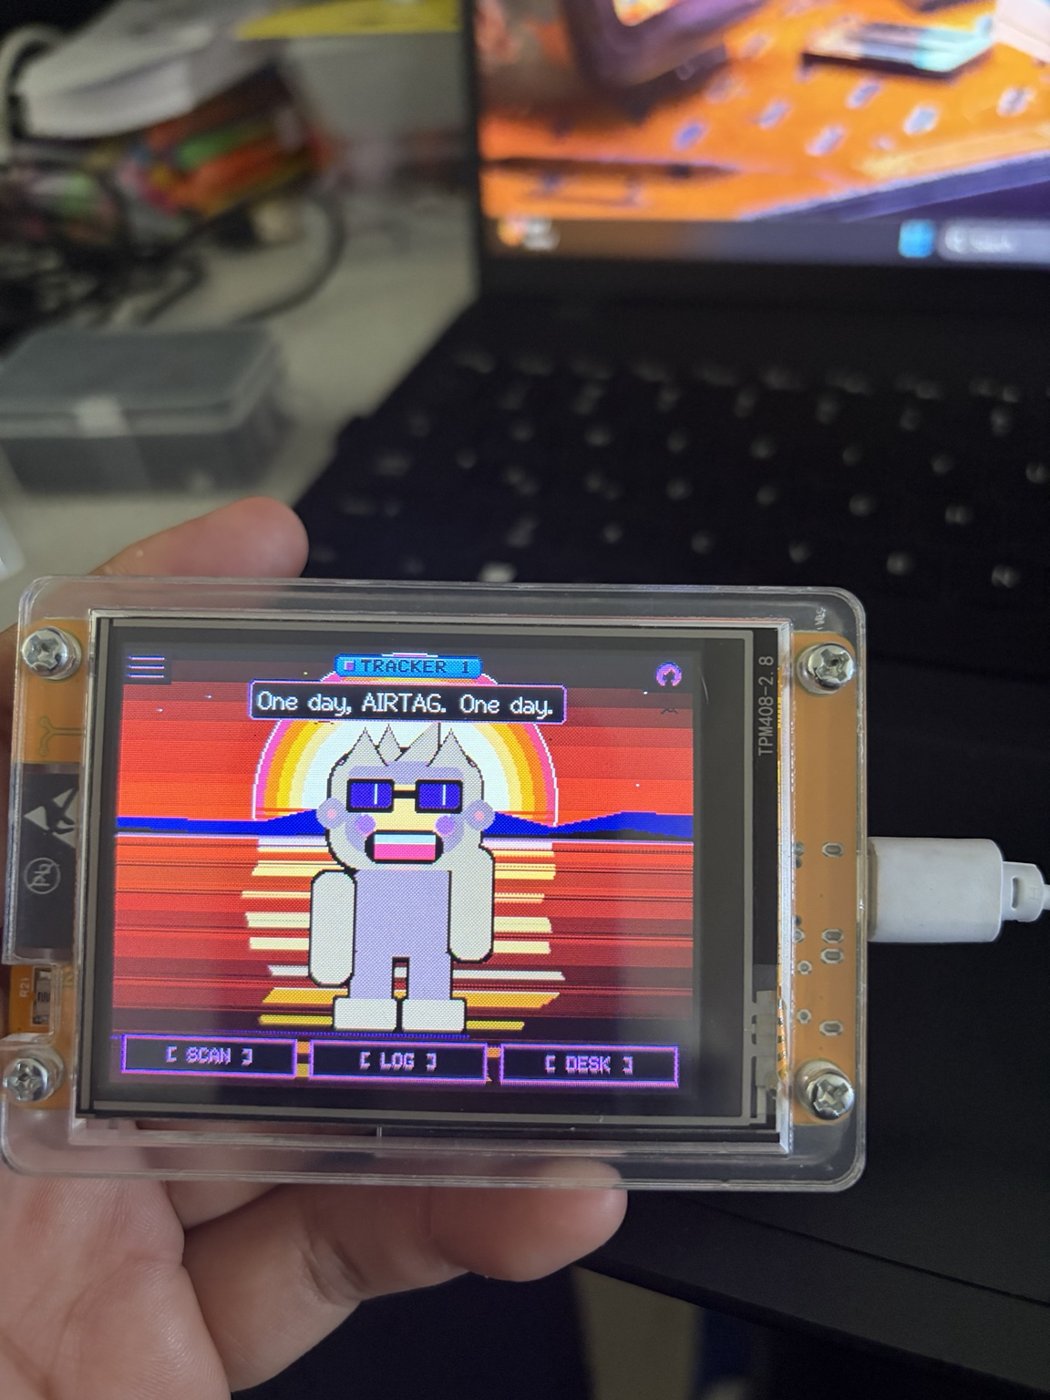 TRACKER 1
One day, AIRTAG. One day.
[ SCAN ]
[ LOG ]
[ DESK ]
TPM408-2.8